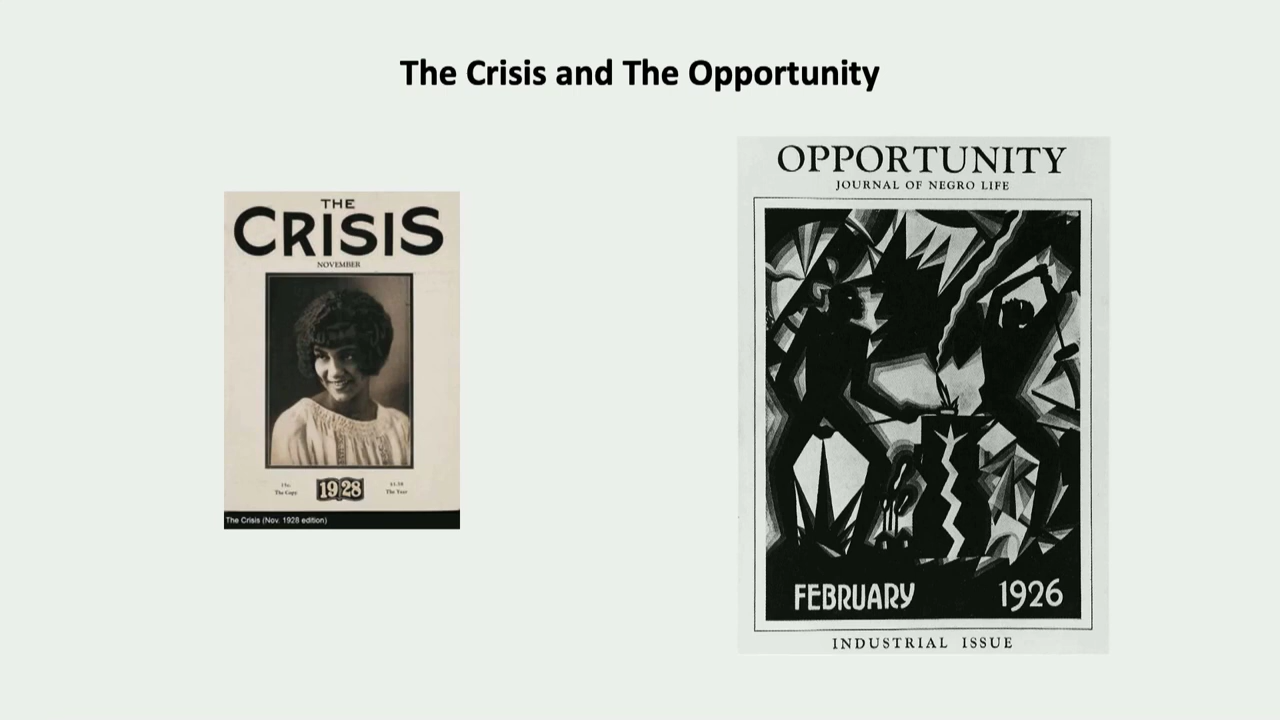 The Crisis and The Opportunity
THE
CRISIS
NOVEMBER
15c.
The Copy
1928
$1.50
The Year
The Crisis (Nov. 1928 edition)
OPPORTUNITY
JOURNAL OF NEGRO LIFE
FEBRUARY 1926
INDUSTRIAL ISSUE